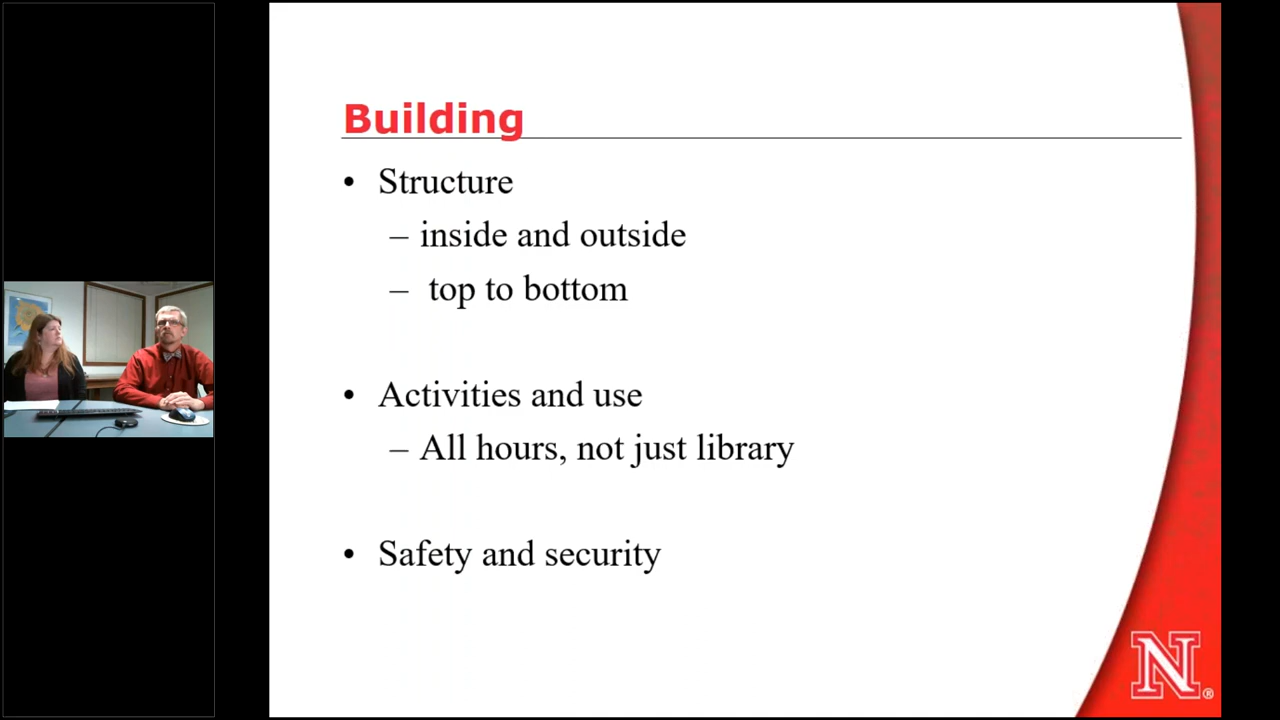 Building
• Structure
– inside and outside
– top to bottom
• Activities and use
– All hours, not just library
• Safety and security
N®